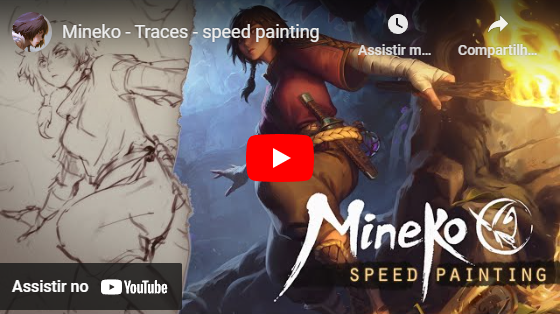 Mineko - Traces - speed painting
Assistir m...
Compartilh...
Mineko
SPEED PAINTING
Assistir no YouTube